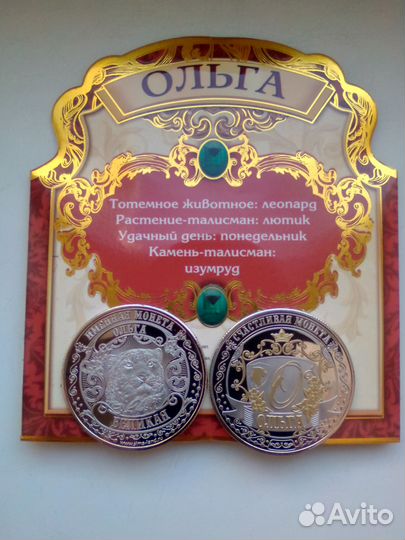 ОЛЬГА
Тотемное животное: леопард
Растение-талисман: лютик
Удачный день: понедельник
Камень-талисман:
изумруд
ИМЕННАЯ МОНЕТА
ОЛЬГА
ВЕЛИКАЯ
СЧАСТЛИВАЯ МОНЕТА
О
ОЛЬГА
Avito